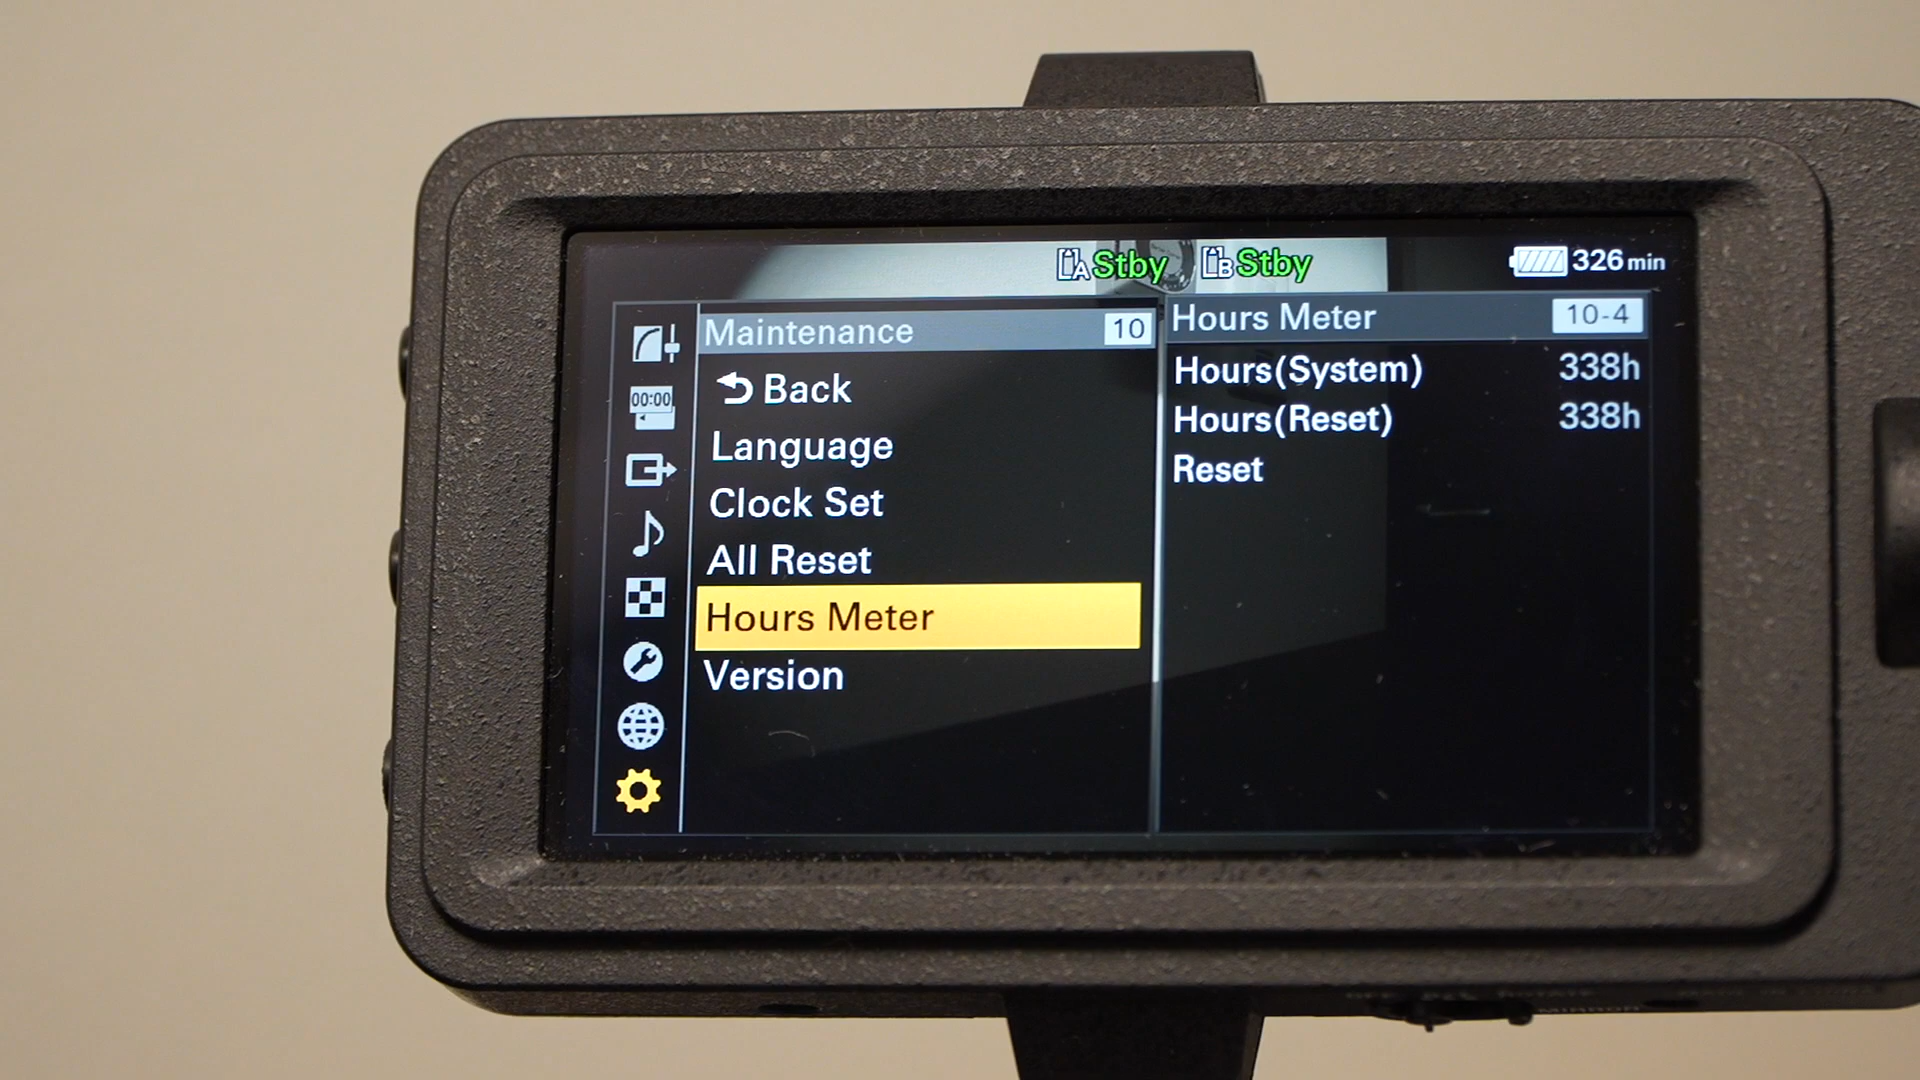 A Stby B Stby 326 min
Maintenance 10
Back
Language
Clock Set
All Reset
Hours Meter
Version
00:00
Hours Meter 10-4
Hours(System) 338h
Hours(Reset) 338h
Reset
MIRROR